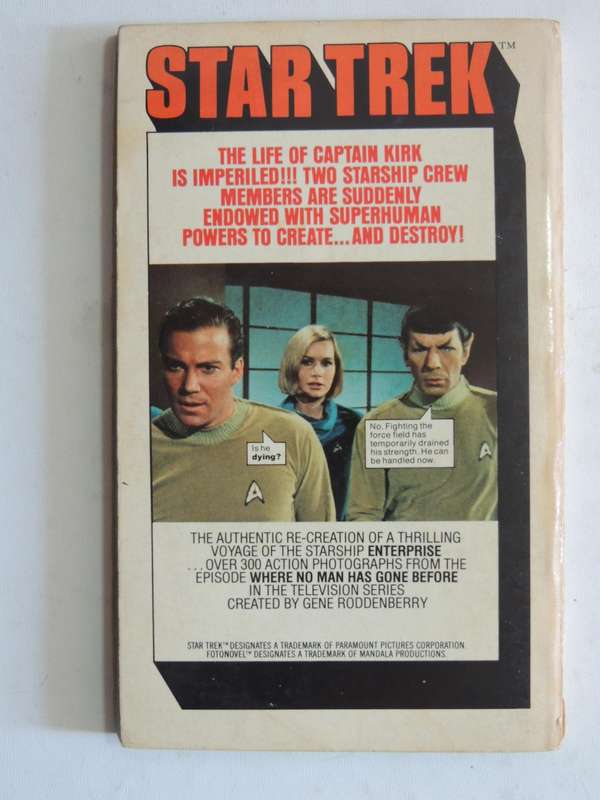 STAR TREK™
THE LIFE OF CAPTAIN KIRK
IS IMPERILED!!! TWO STARSHIP CREW
MEMBERS ARE SUDDENLY
ENDOWED WITH SUPERHUMAN
POWERS TO CREATE...AND DESTROY!
Is he
dying?
No. Fighting the
force field has
temporarily drained
his strength. He can
be handled now.
THE AUTHENTIC RE-CREATION OF A THRILLING
VOYAGE OF THE STARSHIP ENTERPRISE
...OVER 300 ACTION PHOTOGRAPHS FROM THE
EPISODE WHERE NO MAN HAS GONE BEFORE
IN THE TELEVISION SERIES
CREATED BY GENE RODDENBERRY
STAR TREK™ DESIGNATES A TRADEMARK OF PARAMOUNT PICTURES CORPORATION.
FOTONOVEL™ DESIGNATES A TRADEMARK OF MANDALA PRODUCTIONS.